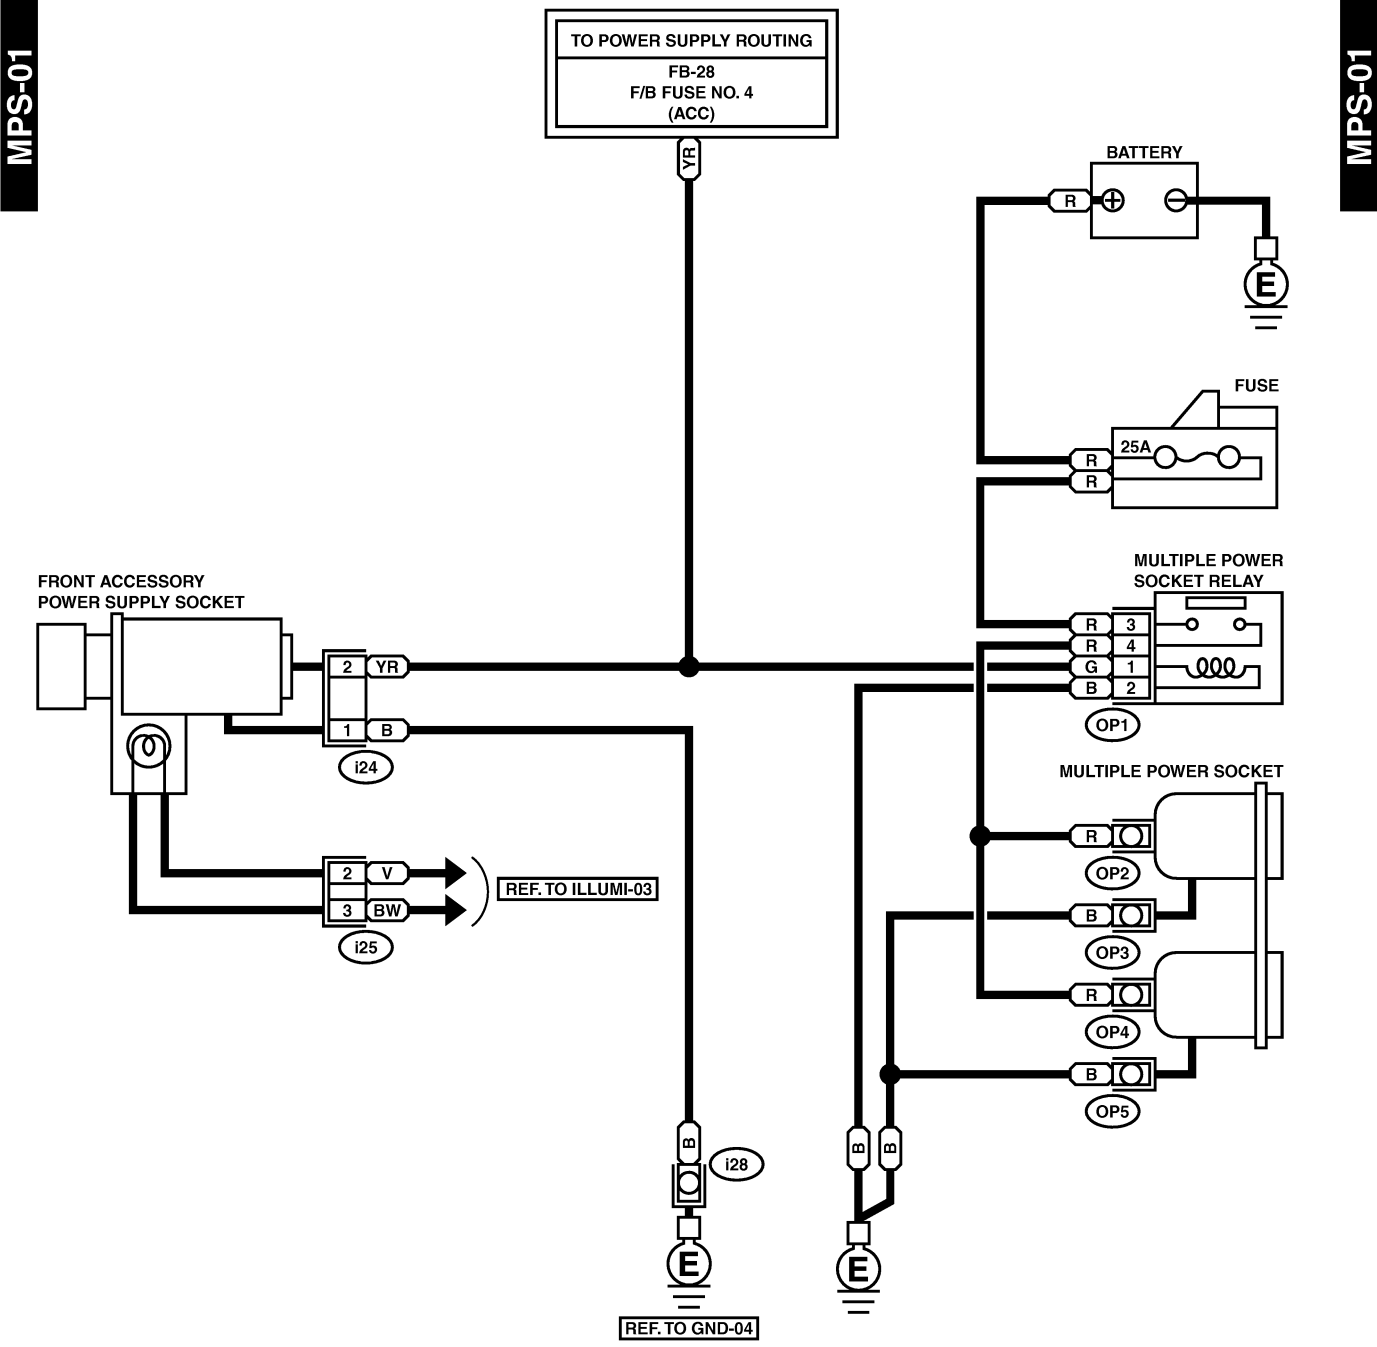 MPS-01
MPS-01
TO POWER SUPPLY ROUTING
FB-28
F/B FUSE NO. 4
(ACC)
YR
BATTERY
R
+
−
E
FUSE
25A
R
R
MULTIPLE POWER
SOCKET RELAY
R 3
R 4
G 1
B 2
OP1
FRONT ACCESSORY
POWER SUPPLY SOCKET
2 YR
1 B
i24
2 V
3 BW
i25
REF. TO ILLUMI-03
MULTIPLE POWER SOCKET
R
OP2
B
OP3
R
OP4
B
OP5
B
i28
E
REF. TO GND-04
B
B
E